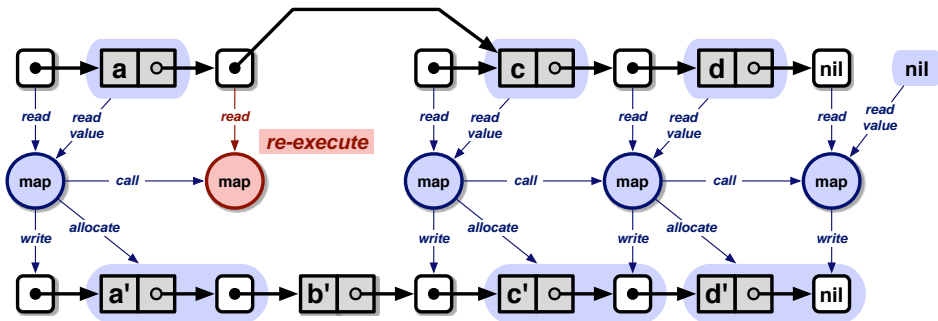 a c d nil nil
read read value read read read value read read value read read value
re-execute
map call map map call map call map
write allocate write allocate write allocate write
a' b' c' d' nil